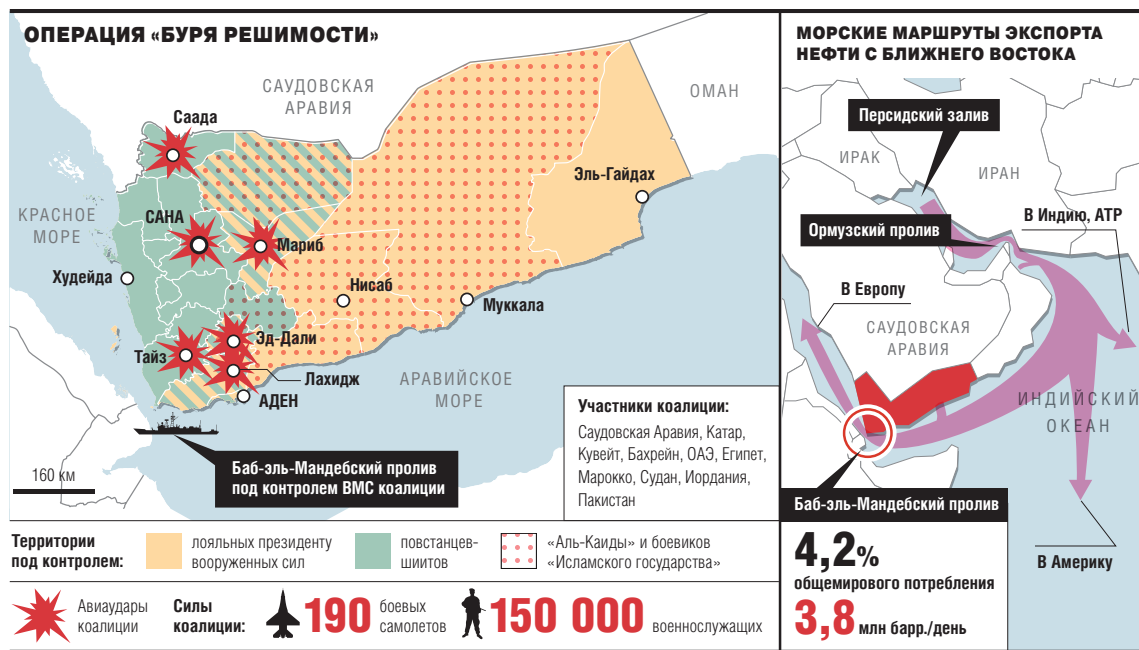 ОПЕРАЦИЯ «БУРЯ РЕШИМОСТИ»
САУДОВСКАЯ
АРАВИЯ
ОМАН
Саада
Эль-Гайдах
КРАСНОЕ
МОРЕ
САНА
Мариб
Худейда
Нисаб
Муккала
Эд-Дали
Тайз
Лахидж
АДЕН
АРАВИЙСКОЕ
МОРЕ
160 км
Баб-эль-Мандебский пролив
под контролем ВМС коалиции
Участники коалиции:
Саудовская Аравия, Катар,
Кувейт, Бахрейн, ОАЭ, Египет,
Марокко, Судан, Иордания,
Пакистан
Территории
под контролем:
лояльных президенту
вооруженных сил
повстанцев-
шиитов
«Аль-Каиды» и боевиков
«Исламского государства»
Авиаудары
коалиции
Силы
коалиции:
190 боевых
самолетов
150 000 военнослужащих
МОРСКИЕ МАРШРУТЫ ЭКСПОРТА
НЕФТИ С БЛИЖНЕГО ВОСТОКА
Персидский залив
ИРАК
ИРАН
В Индию, АТР
Ормузский пролив
В Европу
САУДОВСКАЯ
АРАВИЯ
ИНДИЙСКИЙ
ОКЕАН
Баб-эль-Мандебский пролив
4,2%
общемирового потребления
3,8 млн барр./день
В Америку